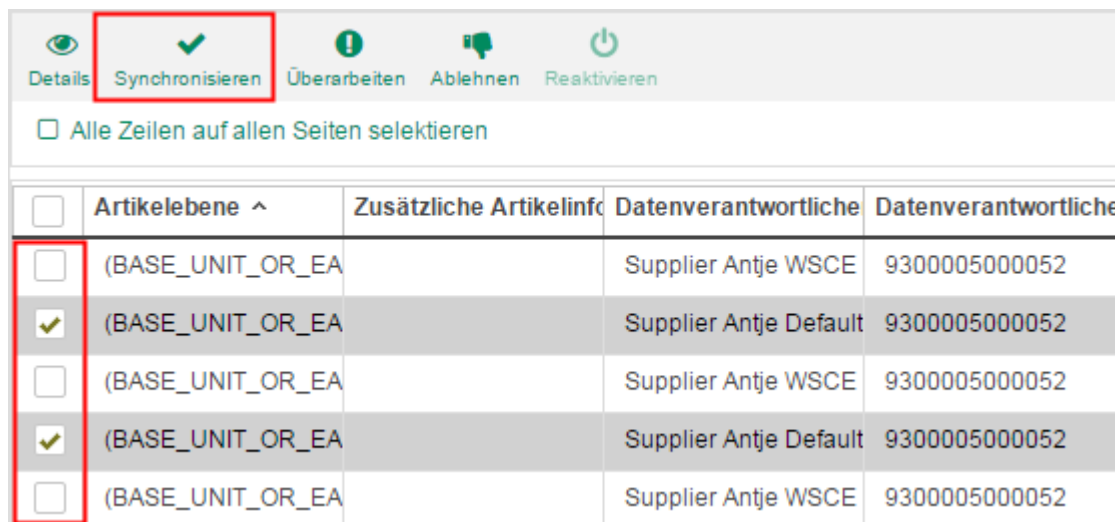 Details Synchronisieren Überarbeiten Ablehnen Reaktivieren
Alle Zeilen auf allen Seiten selektieren
Artikelebene Zusätzliche Artikelinfo Datenverantwortliche Datenverantwortliche
(BASE_UNIT_OR_EA Supplier Antje WSCE 9300005000052
(BASE_UNIT_OR_EA Supplier Antje Default 9300005000052
(BASE_UNIT_OR_EA Supplier Antje WSCE 9300005000052
(BASE_UNIT_OR_EA Supplier Antje Default 9300005000052
(BASE_UNIT_OR_EA Supplier Antje WSCE 9300005000052